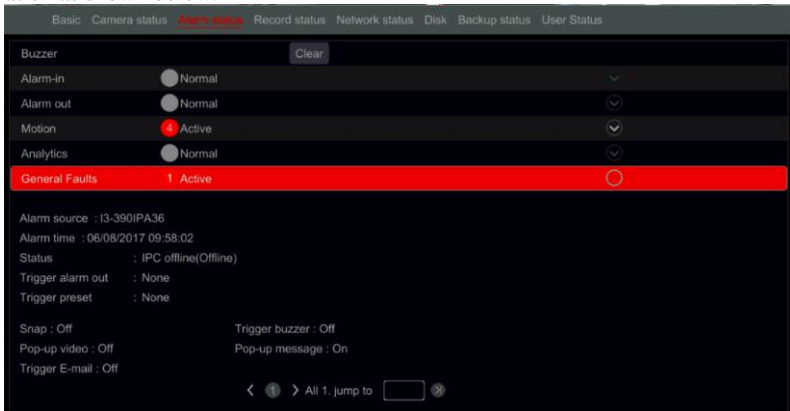 Basic Camera status Alarm status Record status Network status Disk Backup status User Status
Buzzer Clear
Alarm-in Normal
Alarm out Normal
Motion 4 Active
Analytics Normal
General Faults 1 Active
Alarm source : I3-390IPA36
Alarm time : 06/08/2017 09:58:02
Status : IPC offline(Offline)
Trigger alarm out : None
Trigger preset : None
Snap : Off Trigger buzzer : Off
Pop-up video : Off Pop-up message : On
Trigger E-mail : Off
< 1 > All 1. jump to